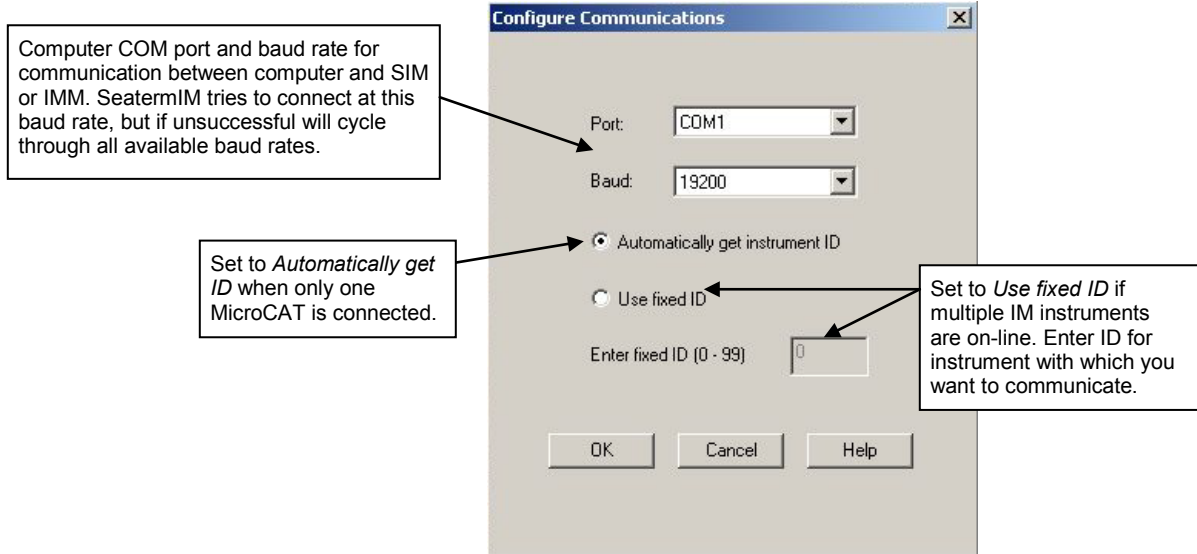 Configure Communications
Computer COM port and baud rate for
communication between computer and SIM
or IMM. SeatermIM tries to connect at this
baud rate, but if unsuccessful will cycle
through all available baud rates.
Port:
COM1
Baud:
19200
Automatically get instrument ID
Set to Automatically get
ID when only one
MicroCAT is connected.
Use fixed ID
Enter fixed ID (0 - 99)
0
Set to Use fixed ID if
multiple IM instruments
are on-line. Enter ID for
instrument with which you
want to communicate.
OK
Cancel
Help